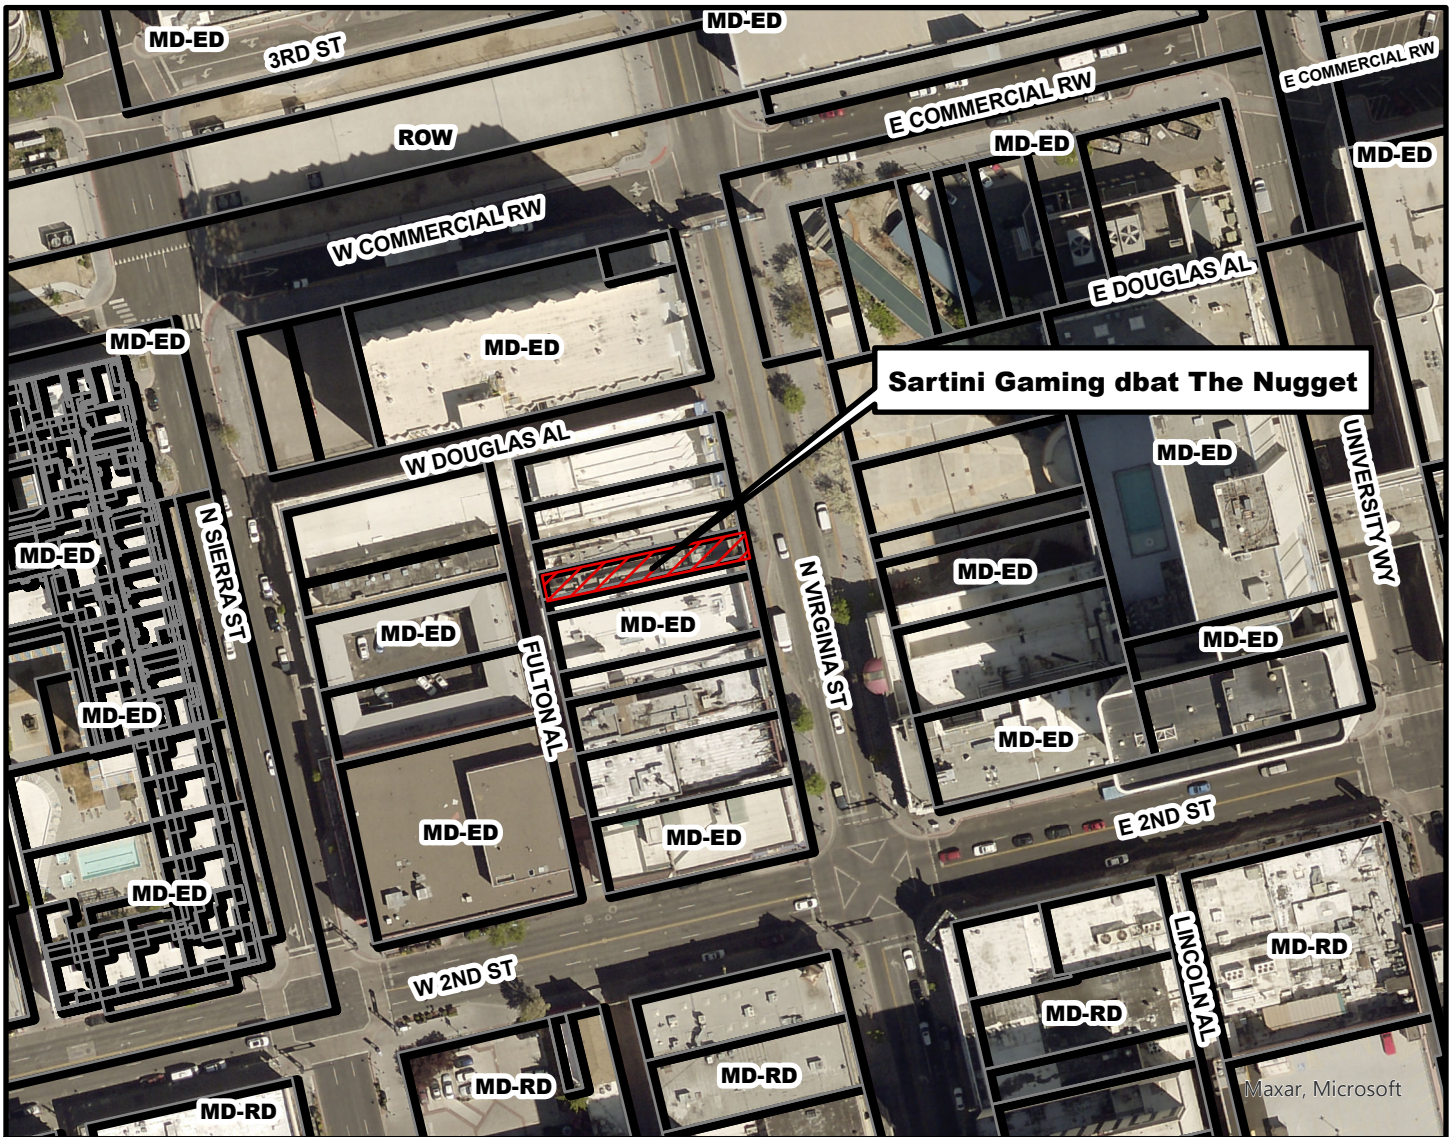 MD-ED
MD-ED
3RD ST
E COMMERCIAL RW
E COMMERCIAL RW
ROW
MD-ED
MD-ED
W COMMERCIAL RW
E DOUGLAS AL
MD-ED
MD-ED
Sartini Gaming dbat The Nugget
W DOUGLAS AL
MD-ED
UNIVERSITY WY
N SIERRA ST
MD-ED
MD-ED
N VIRGINIA ST
MD-ED
MD-ED
MD-ED
FULTON AL
MD-ED
MD-ED
E 2ND ST
MD-ED
MD-ED
MD-ED
LINCOLN AL
MD-RD
W 2ND ST
MD-RD
MD-RD
MD-RD
MD-RD
Maxar, Microsoft